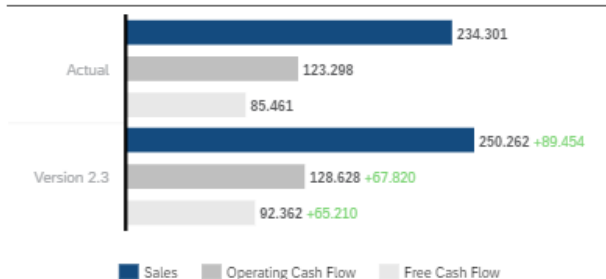 234.301
Actual
123.298
85.461
250.262 +89.454
Version 2.3
128.628 +67.820
92.362 +65.210
Sales Operating Cash Flow Free Cash Flow